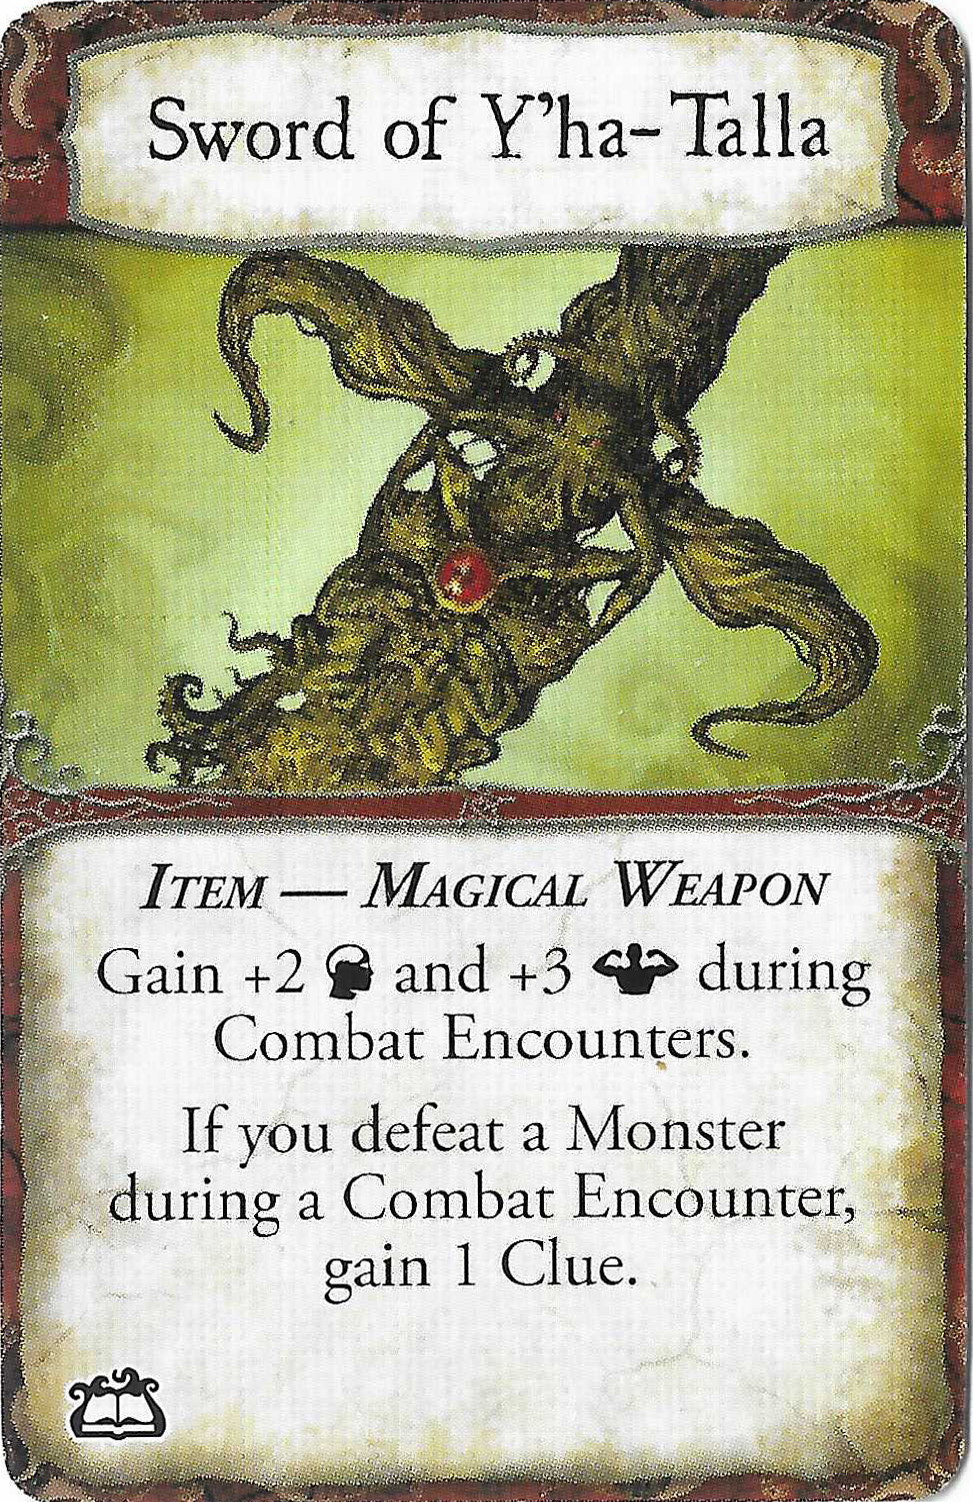 Sword of Y'ha-Talla
Item — Magical Weapon
Gain +2 and +3 during
Combat Encounters.
If you defeat a Monster
during a Combat Encounter,
gain 1 Clue.